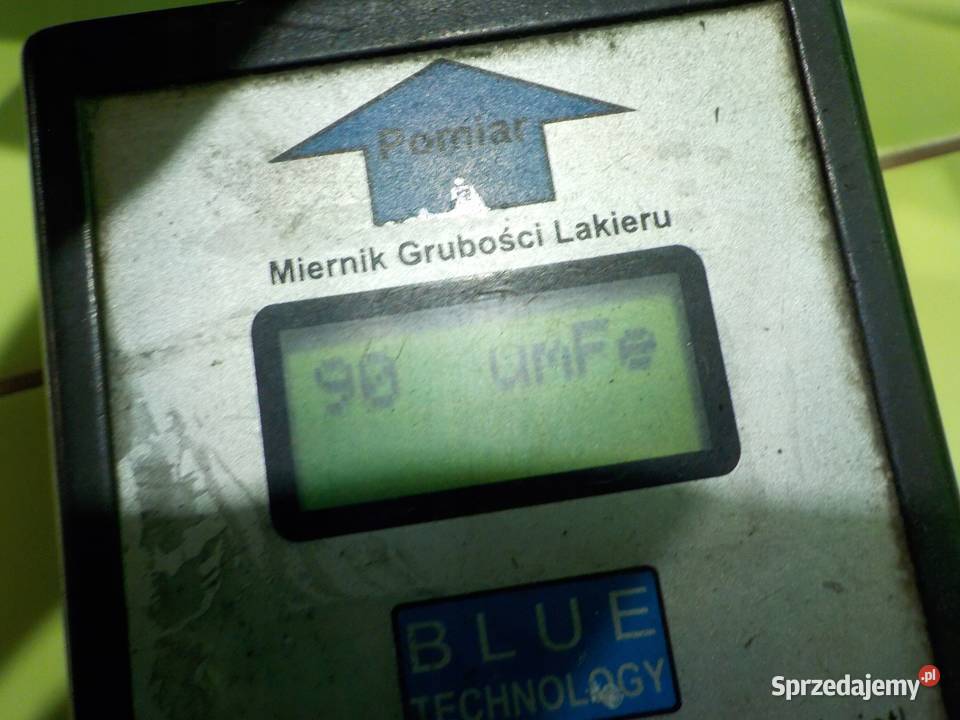 Pomiar
Miernik Grubości Lakieru
90 umFe
BLUE
TECHNOLOGY
Sprzedajemy.pl